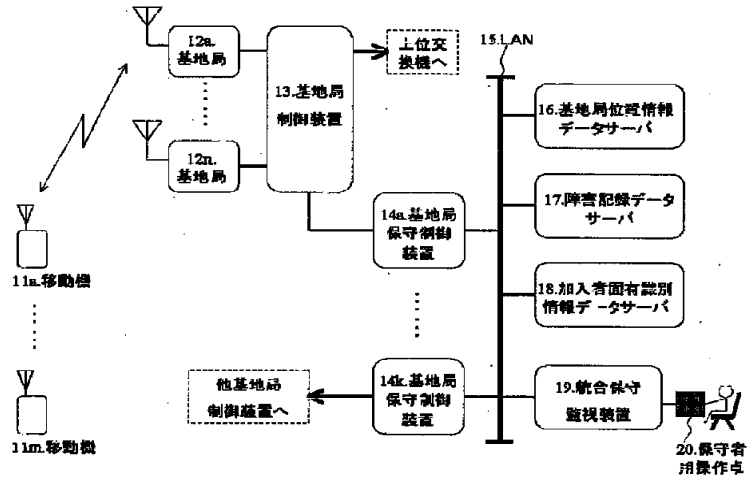 12a.
基地局
12n.
基地局
13.基地局
制御装置
上位交
換機へ
15.LAN
16.基地局位置情報
データサーバ
17.障害記録データ
サーバ
18.加入者固有識別
情報データサーバ
14a.基地局
保守制御
装置
11a.移動機
11m.移動機
他基地局
制御装置へ
14k.基地局
保守制御
装置
19.統合保守
監視装置
20.保守者
用操作卓